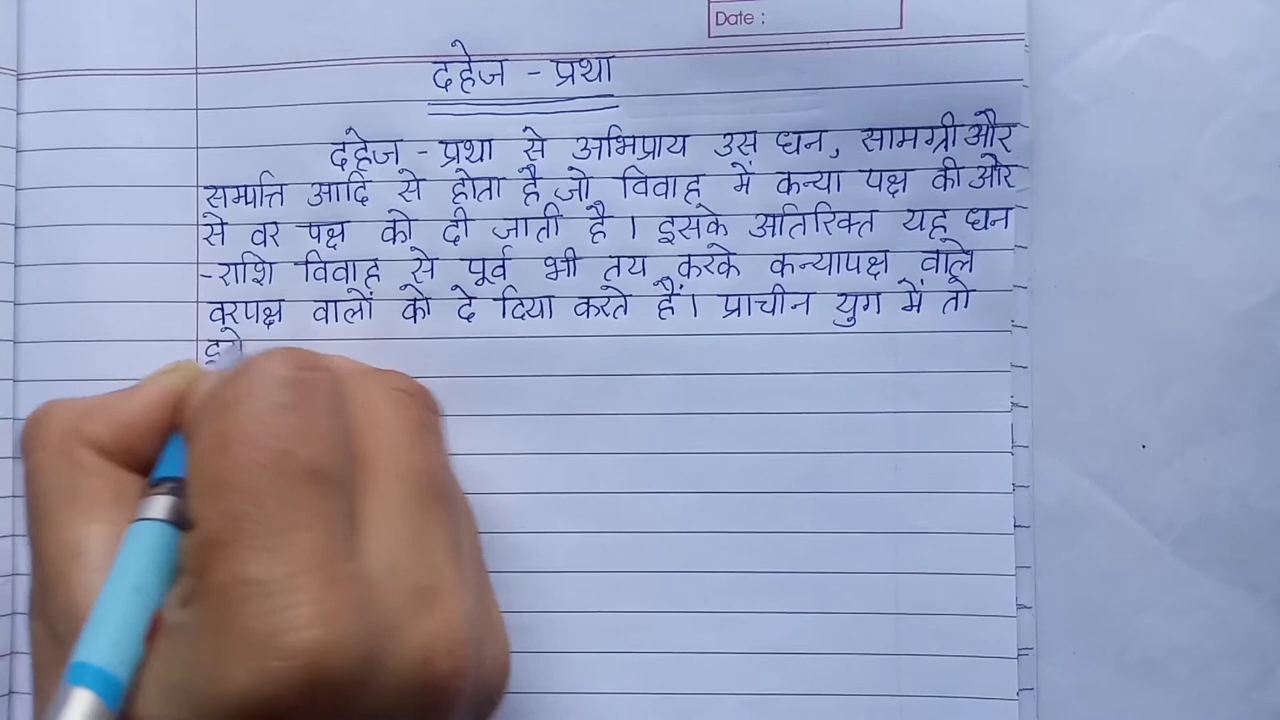 Date :
दहेज - प्रथा
दहेज - प्रथा से अभिप्राय उस धन, सामग्री और
सम्पत्ति आदि से होता है जो विवाह में कन्या पक्ष की ओर
से वर पक्ष को दी जाती है । इसके अतिरिक्त यह धन
-राशि विवाह से पूर्व भी तय करके कन्यापक्ष वाले
वरपक्ष वालों को दे दिया करते हैं। प्राचीन युग में तो